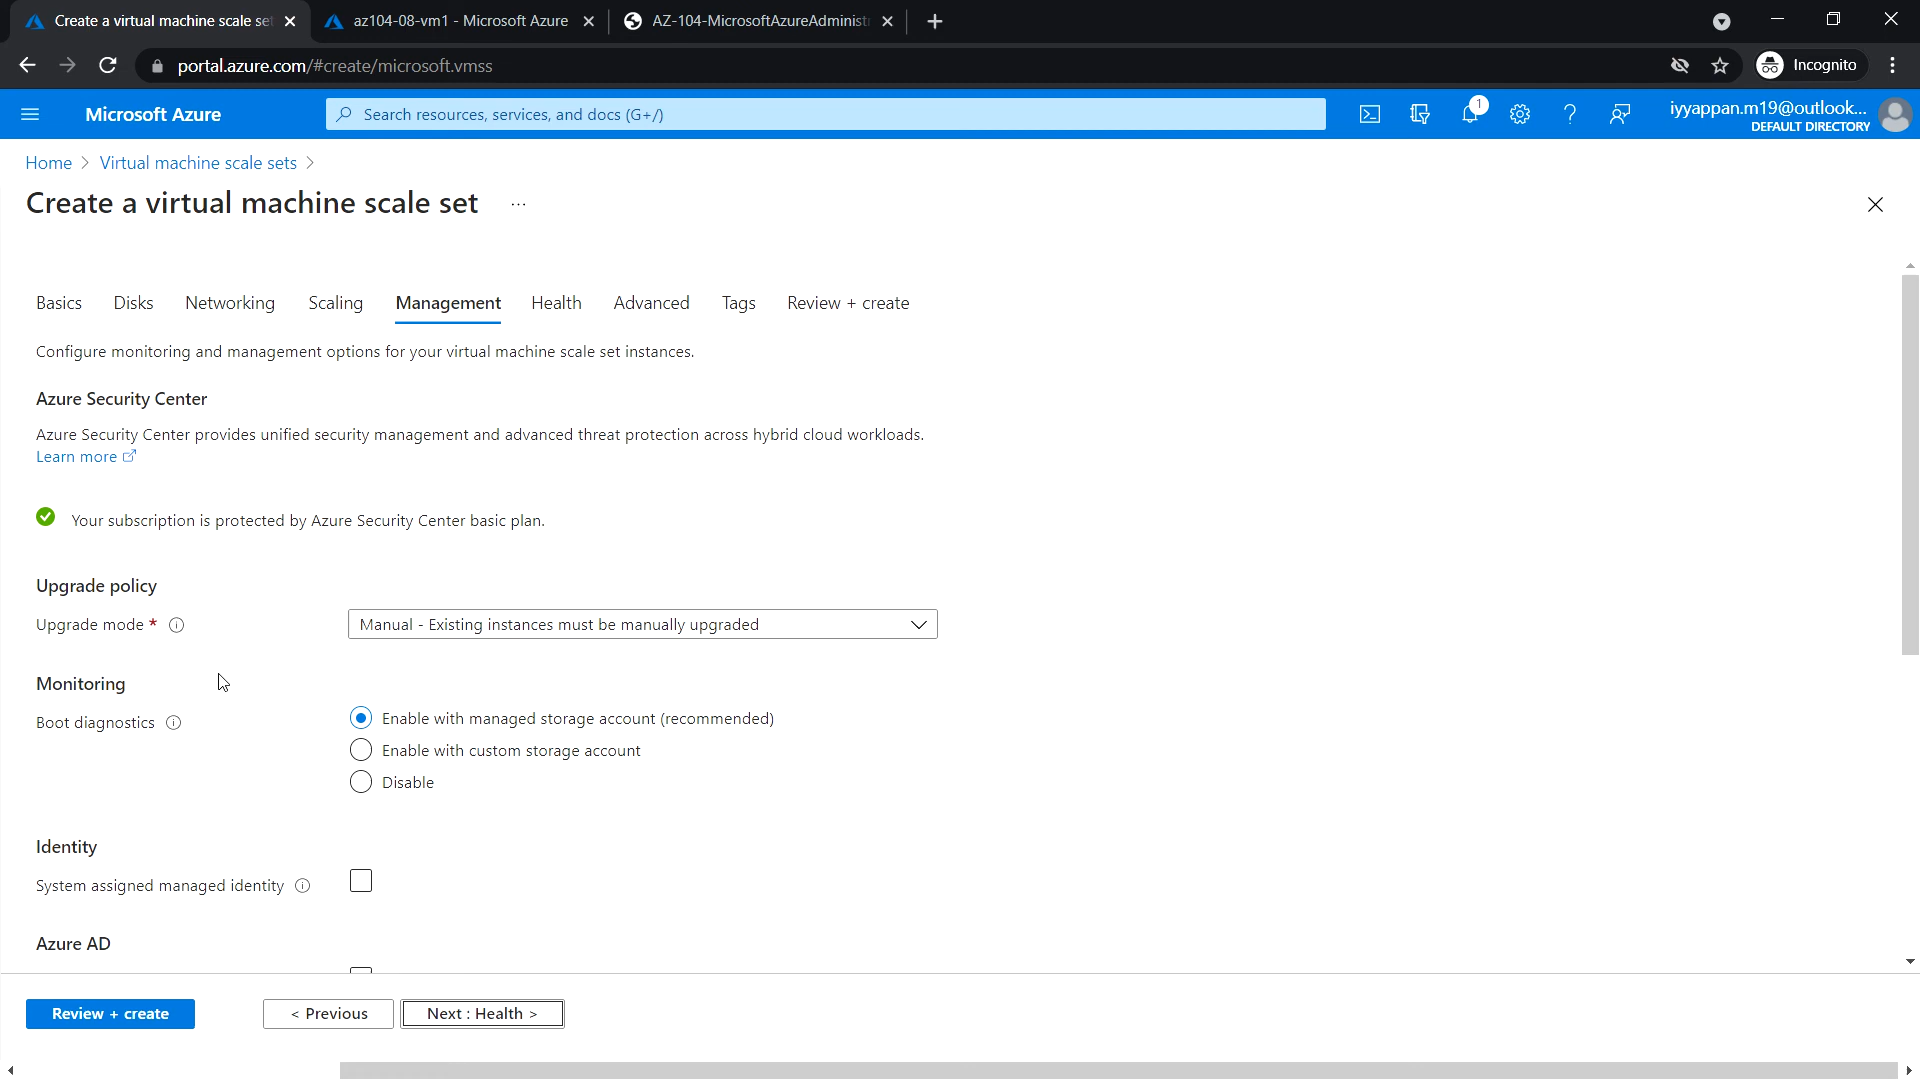 Create a virtual machine scale set
az104-08-vm1 - Microsoft Azure
AZ-104-MicrosoftAzureAdminist
portal.azure.com/#create/microsoft.vmss
Incognito
Microsoft Azure
Search resources, services, and docs (G+/)
1
iyyappan.m19@outlook...
DEFAULT DIRECTORY
Home > Virtual machine scale sets >
Create a virtual machine scale set ...
Basics Disks Networking Scaling Management Health Advanced Tags Review + create
Configure monitoring and management options for your virtual machine scale set instances.
Azure Security Center
Azure Security Center provides unified security management and advanced threat protection across hybrid cloud workloads.
Learn more
Your subscription is protected by Azure Security Center basic plan.
Upgrade policy
Upgrade mode * Manual - Existing instances must be manually upgraded
Monitoring
Boot diagnostics Enable with managed storage account (recommended)
Enable with custom storage account
Disable
Identity
System assigned managed identity
Azure AD
Review + create < Previous Next : Health >